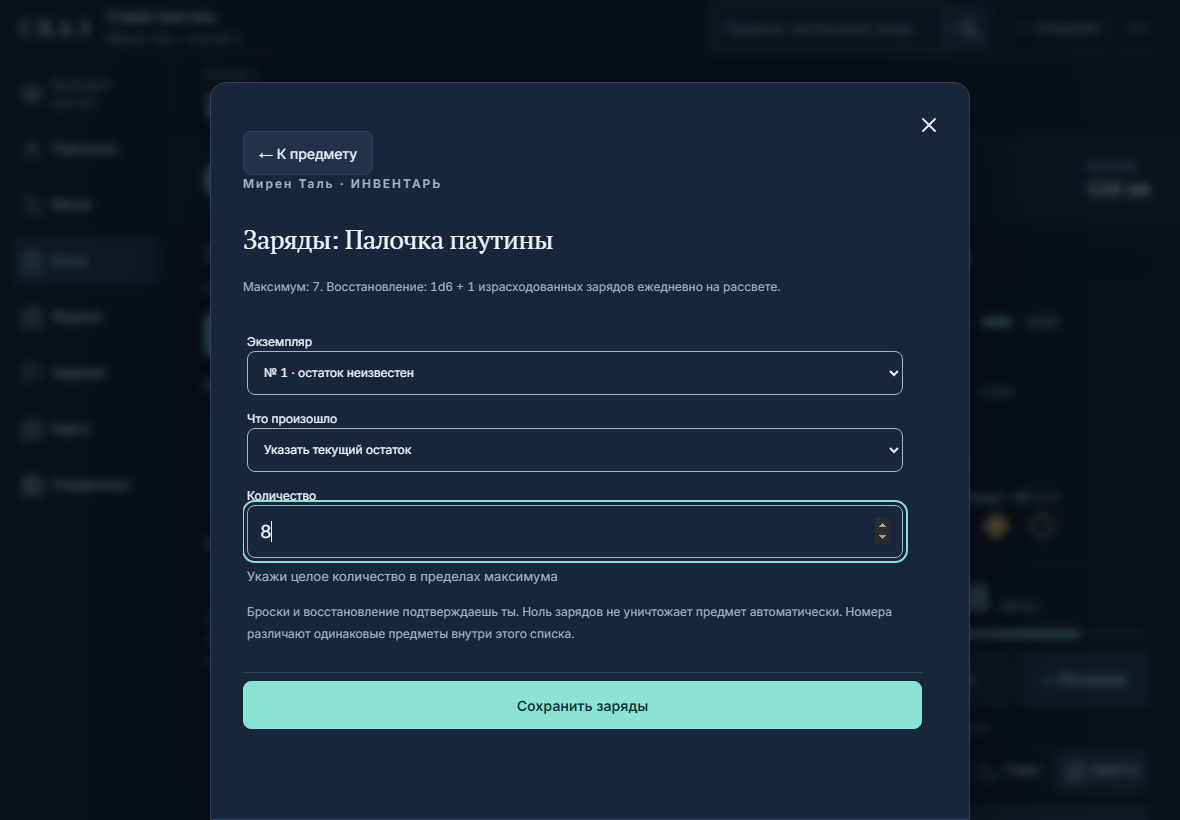 ← К предмету
Мирен Таль · ИНВЕНТАРЬ
Заряды: Палочка паутины
Максимум: 7. Восстановление: 1d6 + 1 израсходованных зарядов ежедневно на рассвете.
Экземпляр
№ 1 · остаток неизвестен
Что произошло
Указать текущий остаток
Количество
8
Укажи целое количество в пределах максимума
Броски и восстановление подтверждаешь ты. Ноль зарядов не уничтожает предмет автоматически. Номера
различают одинаковые предметы внутри этого списка.
Сохранить заряды